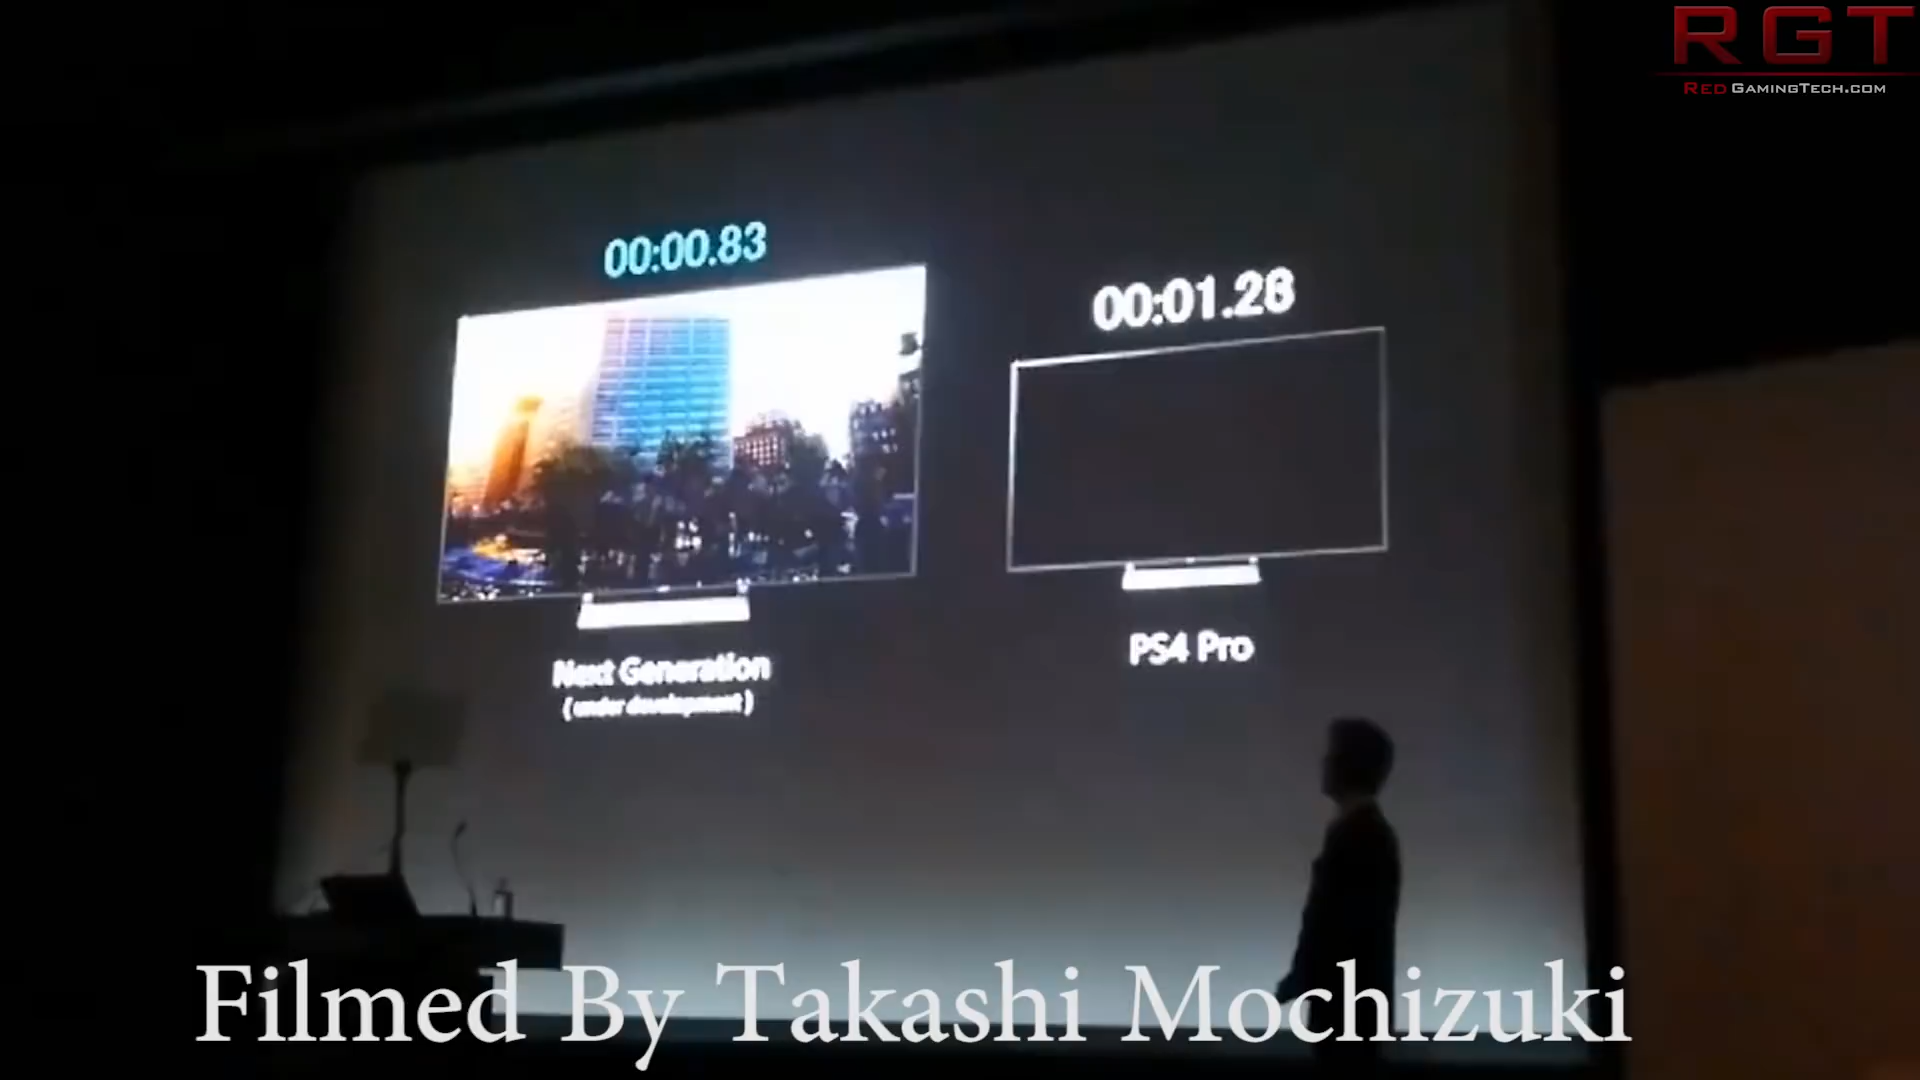 RGT
RED GAMINGTECH.COM
00:00.83
00:01.28
Next Generation
(under development)
PS4 Pro
Filmed By Takashi Mochizuki